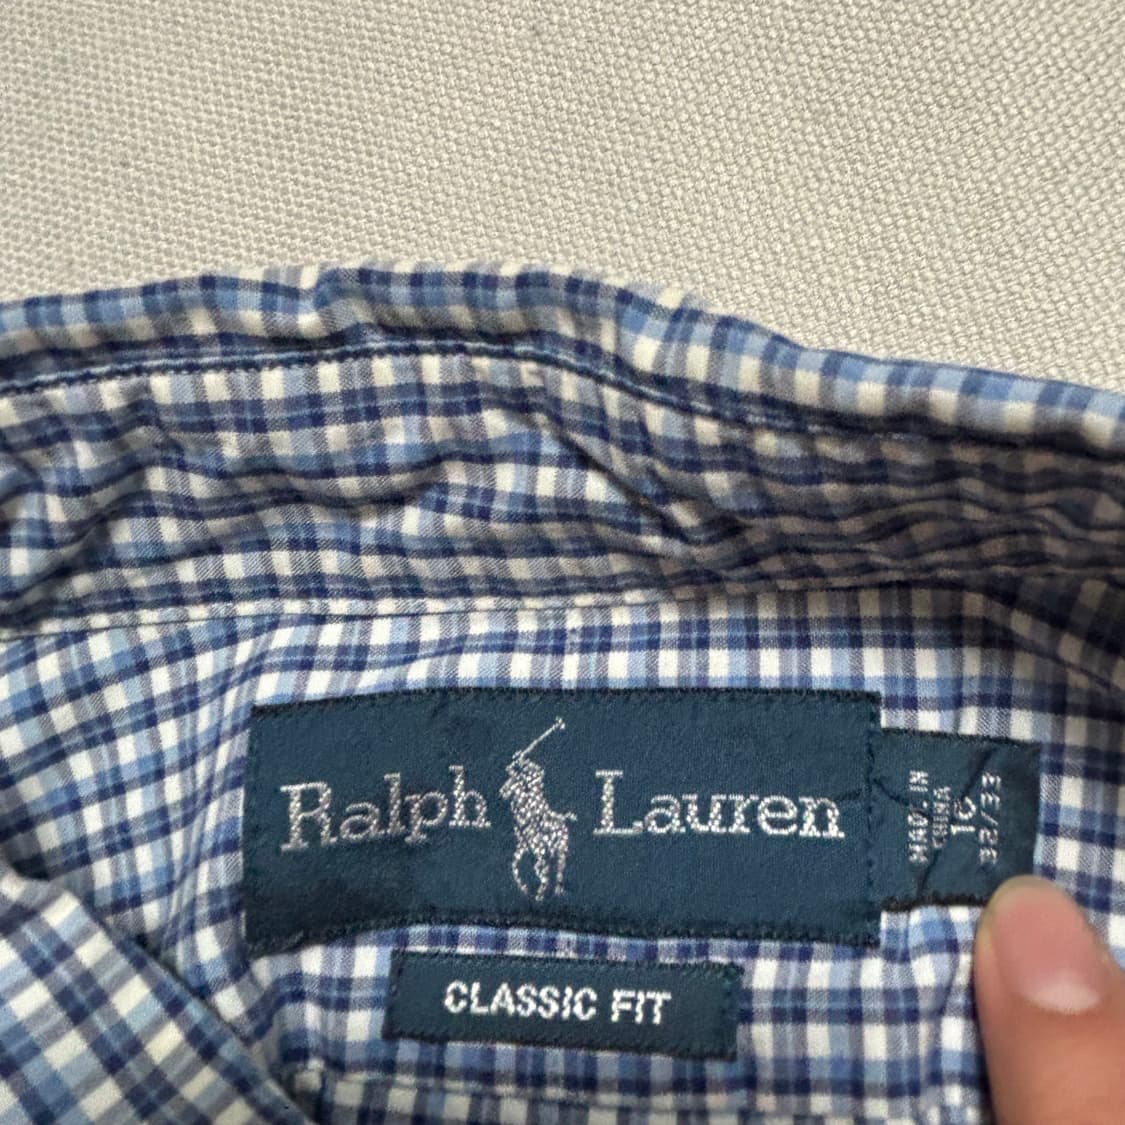 Ralph Lauren
CLASSIC FIT
MADE IN
CHINA
16
32/33